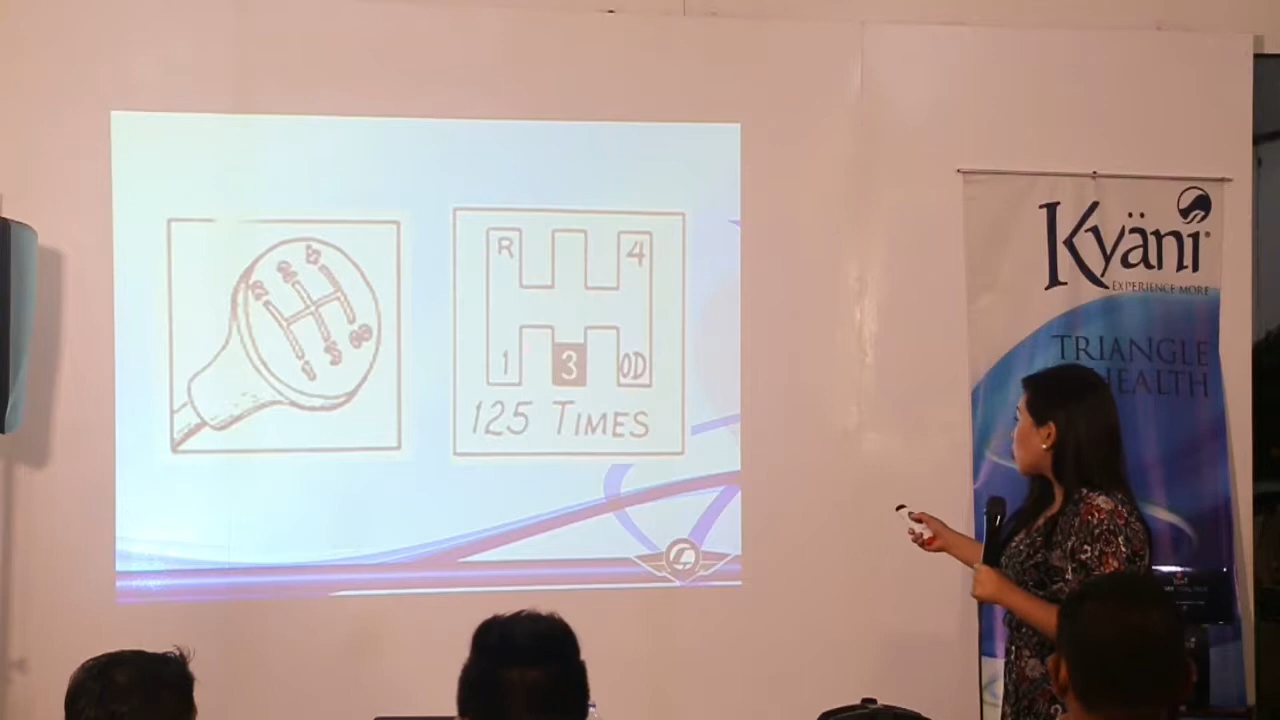 R 4
1 3 OD
125 TIMES
Kyäni
EXPERIENCE MORE
TRIANGLE
HEALTH